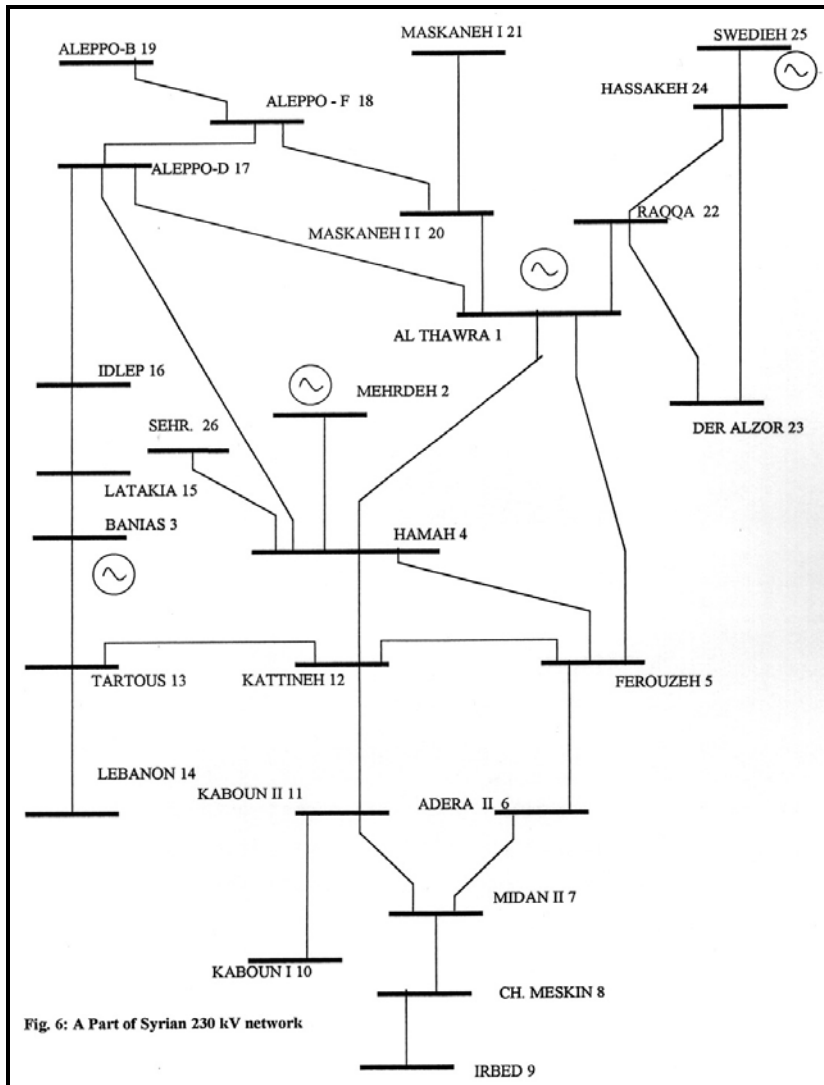 MASKANEH I 21
SWEDIEH 25
ALEPPO-B 19
HASSAKEH 24
ALEPPO - F 18
ALEPPO-D 17
RAQQA 22
MASKANEH I I 20
AL THAWRA 1
IDLEP 16
MEHRDEH 2
SEHR. 26
DER ALZOR 23
LATAKIA 15
BANIAS 3
HAMAH 4
TARTOUS 13
KATTINEH 12
FEROUZEH 5
LEBANON 14
KABOUN II 11
ADERA II 6
MIDAN II 7
KABOUN I 10
CH. MESKIN 8
Fig. 6: A Part of Syrian 230 kV network
IRBED 9